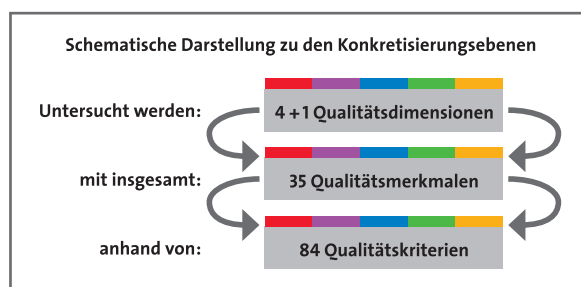 Schematische Darstellung zu den Konkretisierungsebenen
Untersucht werden: 4 + 1 Qualitätsdimensionen
mit insgesamt: 35 Qualitätsmerkmalen
anhand von: 84 Qualitätskriterien